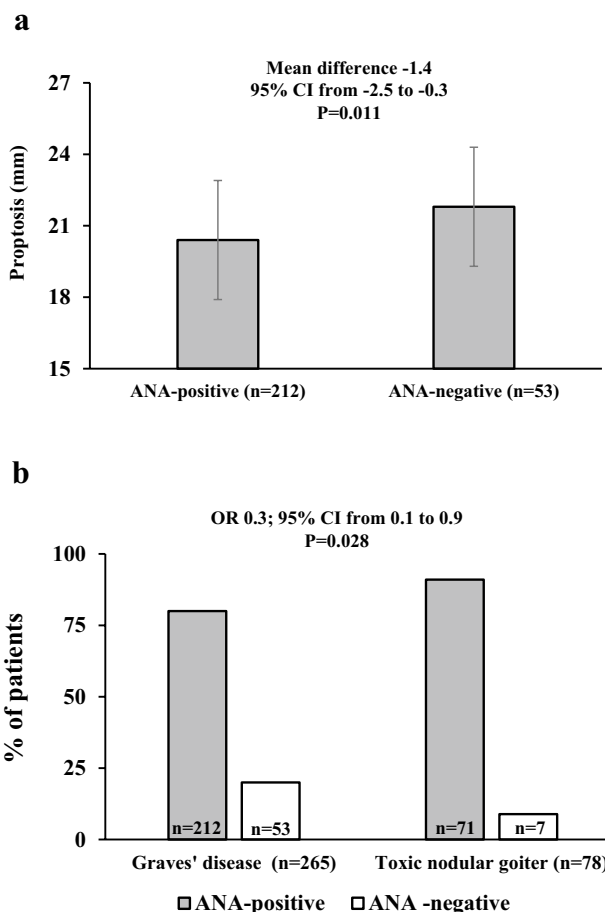 a
Mean difference -1.4
95% CI from -2.5 to -0.3
P=0.011
Proptosis (mm)
27
24
21
18
15
ANA-positive (n=212)
ANA-negative (n=53)
b
OR 0.3; 95% CI from 0.1 to 0.9
P=0.028
% of patients
100
75
50
25
0
n=212
n=53
n=71
n=7
Graves' disease (n=265)
Toxic nodular goiter (n=78)
ANA-positive
ANA -negative